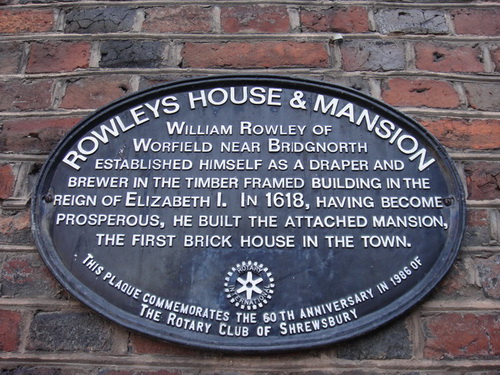 ROWLEYS HOUSE & MANSION
WILLIAM ROWLEY OF
WORFIELD NEAR BRIDGNORTH
ESTABLISHED HIMSELF AS A DRAPER AND
BREWER IN THE TIMBER FRAMED BUILDING IN THE
REIGN OF ELIZABETH I. IN 1618, HAVING BECOME
PROSPEROUS, HE BUILT THE ATTACHED MANSION,
THE FIRST BRICK HOUSE IN THE TOWN.
ROTARY
INTERNATIONAL
THIS PLAQUE COMMEMORATES THE 60TH ANNIVERSARY IN 1986 OF
THE ROTARY CLUB OF SHREWSBURY